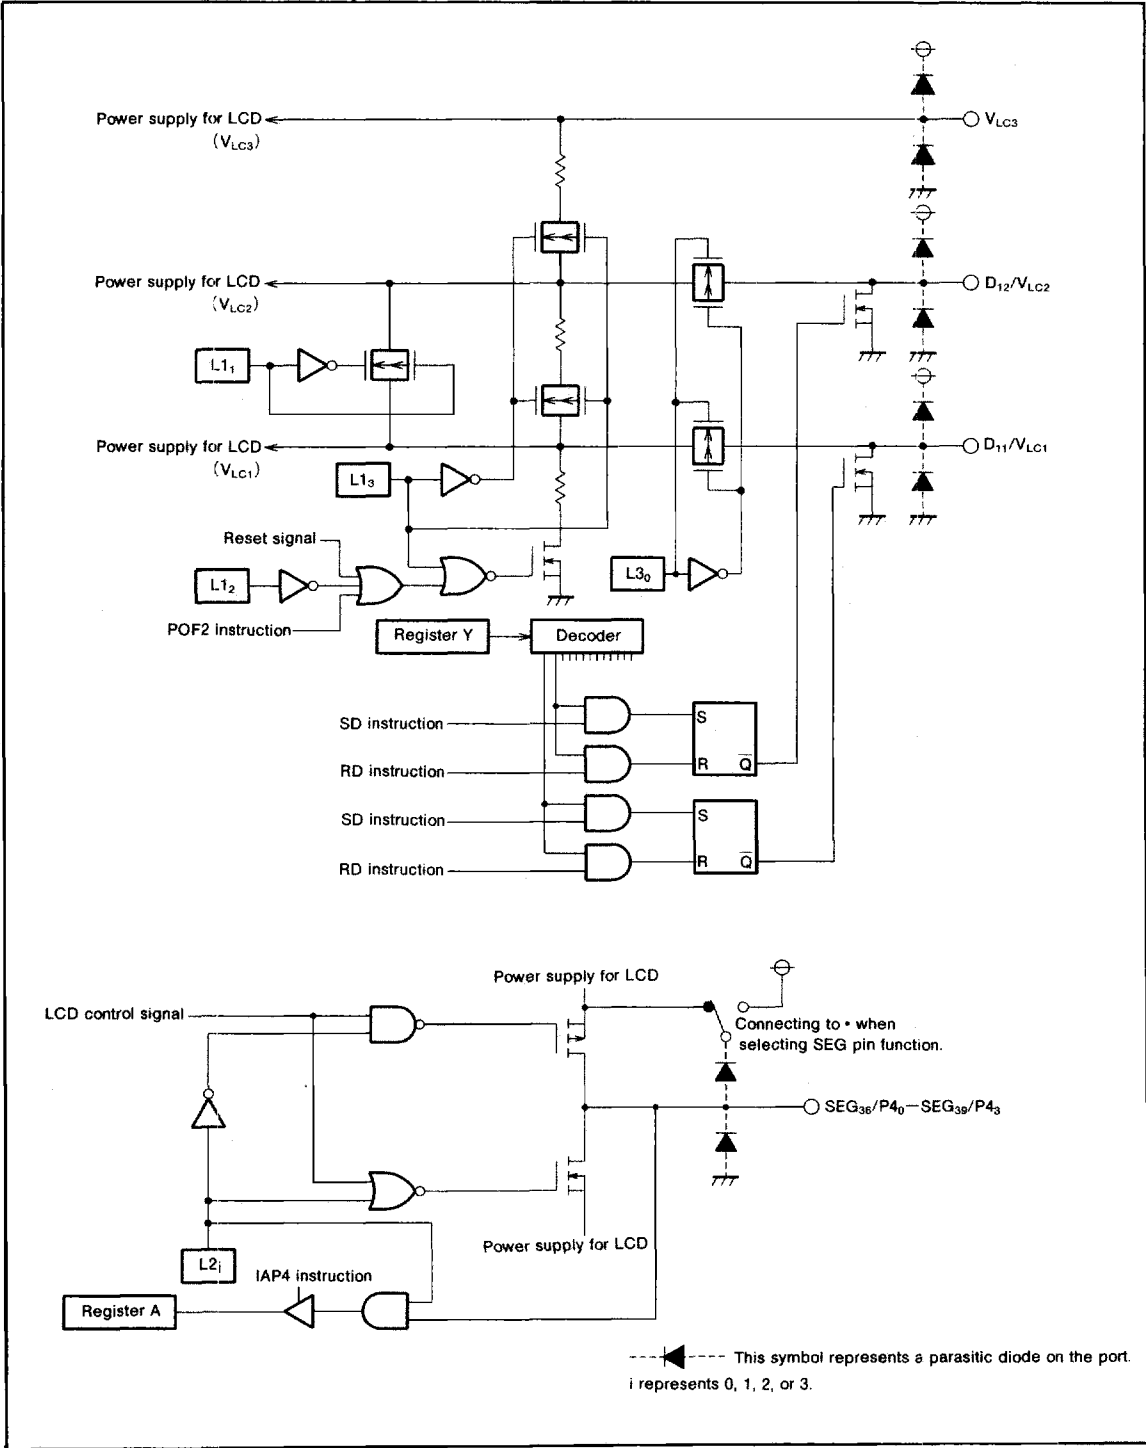 Power supply for LCD
(VLC3)
VLC3
Power supply for LCD
(VLC2)
D12/VLC2
L11
Power supply for LCD
(VLC1)
D11/VLC1
L13
Reset signal
L12
L30
POF2 instruction
Register Y
Decoder
SD instruction
S
RD instruction
R
Q̅
SD instruction
S
RD instruction
R
Q̅
Power supply for LCD
LCD control signal
Connecting to • when
selecting SEG pin function.
SEG36/P40–SEG39/P43
Power supply for LCD
L2i
IAP4 instruction
Register A
This symbol represents a parasitic diode on the port.
i represents 0, 1, 2, or 3.